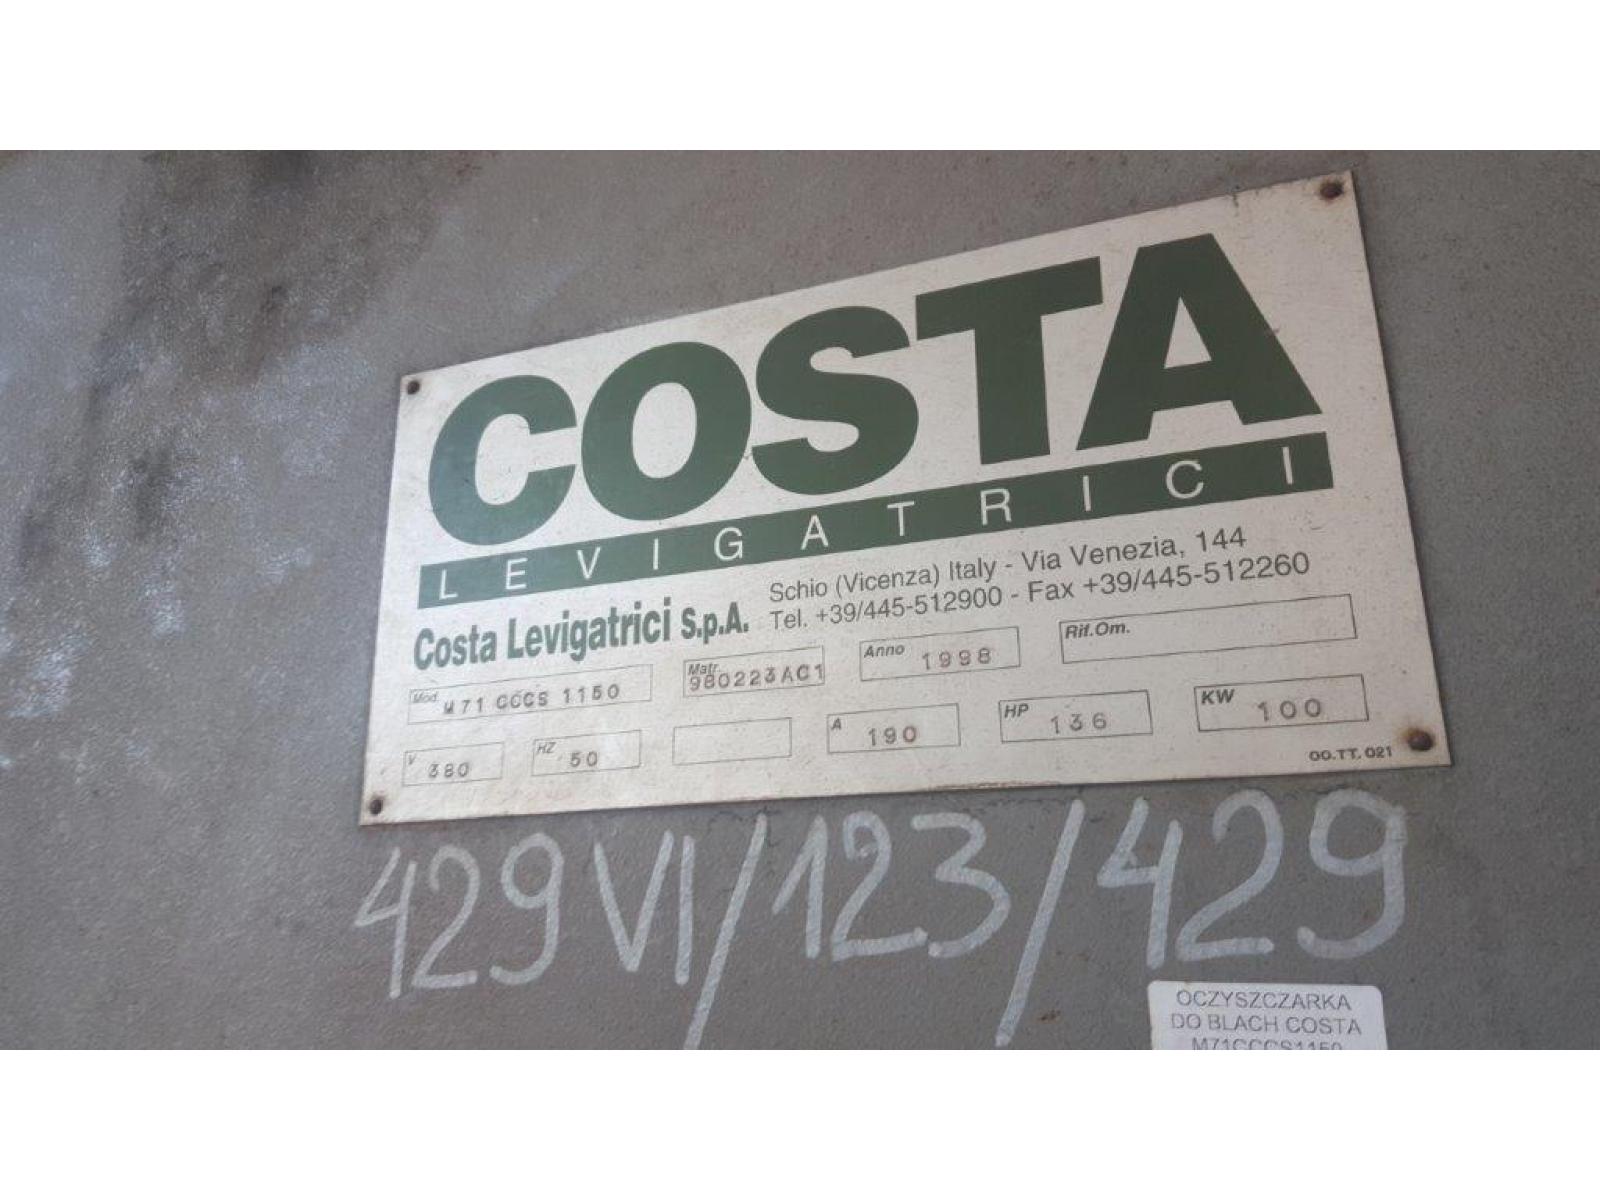 COSTA
LEVIGATRICI
Costa Levigatrici s.p.A.
Schio (Vicenza) Italy - Via Venezia, 144
Tel. +39/445-512900 - Fax +39/445-512260
Mod. M71 CCCS 1150 Matr. 980223AC1 Anno 1998 Rif.Om.
V 380 HZ 50 A 190 HP 136 KW 100
OO.TT. 021
429 VI/123/429
OCZYSZCZARKA
DO BLACH COSTA
M71CCCS1150